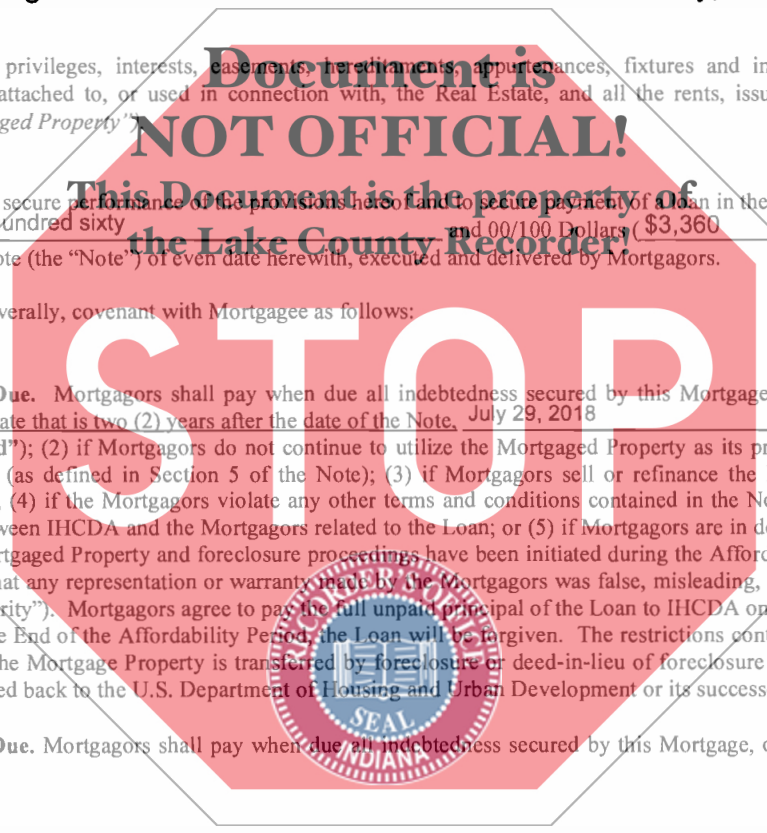 privileges, interests, easements, hereditaments, appurtenances, fixtures and in
attached to, or used in connection with, the Real Estate, and all the rents, issu
ged Property")
Document is
NOT OFFICIAL!
This Document is the property of
the Lake County Recorder!
secure performance of the provisions hereof and to secure payment of a loan in the
undred sixty and 00/100 Dollars ( $3,360
ote (the “Note”) of even date herewith, executed and delivered by Mortgagors.
verally, covenant with Mortgagee as follows:
STOP
Due. Mortgagors shall pay when due all indebtedness secured by this Mortgage
ate that is two (2) years after the date of the Note, July 29, 2018
d”); (2) if Mortgagors do not continue to utilize the Mortgaged Property as its pr
(as defined in Section 5 of the Note); (3) if Mortgagors sell or refinance the
, (4) if the Mortgagors violate any other terms and conditions contained in the No
ween IHCDA and the Mortgagors related to the Loan; or (5) if Mortgagors are in de
rtgaged Property and foreclosure proceedings have been initiated during the Afford
hat any representation or warranty made by the Mortgagors was false, misleading,
rity”). Mortgagors agree to pay the full unpaid principal of the Loan to IHCDA on
e End of the Affordability Period, the Loan will be forgiven. The restrictions cont
he Mortgage Property is transferred by foreclosure or deed-in-lieu of foreclosure
ed back to the U.S. Department of Housing and Urban Development or its success
RECORDER
SEAL
INDIANA
Due. Mortgagors shall pay when due all indebtedness secured by this Mortgage,